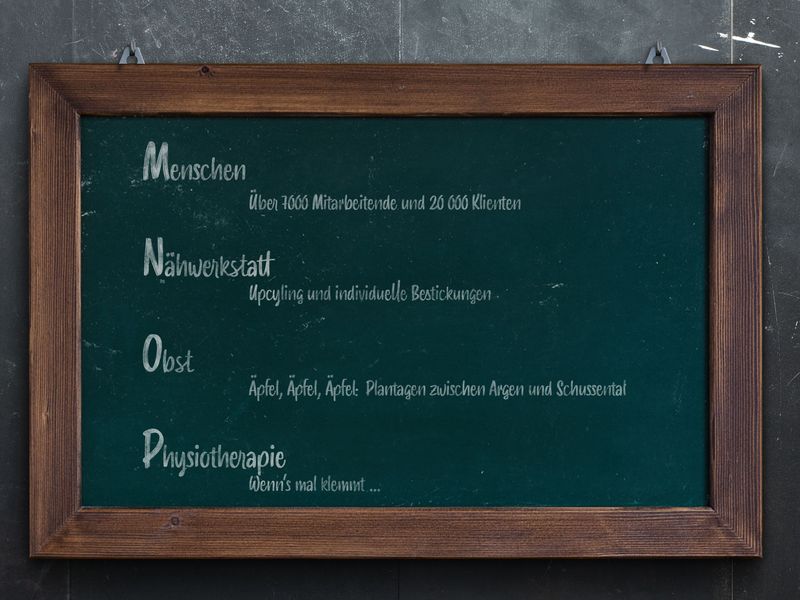 Menschen
Über 7000 Mitarbeitende und 20 000 Klienten
Nähwerkstatt
Upcyling und individuelle Bestickungen
Obst
Äpfel, Äpfel, Äpfel: Plantagen zwischen Argen und Schussental
Physiotherapie
Wenn's mal klemmt ...